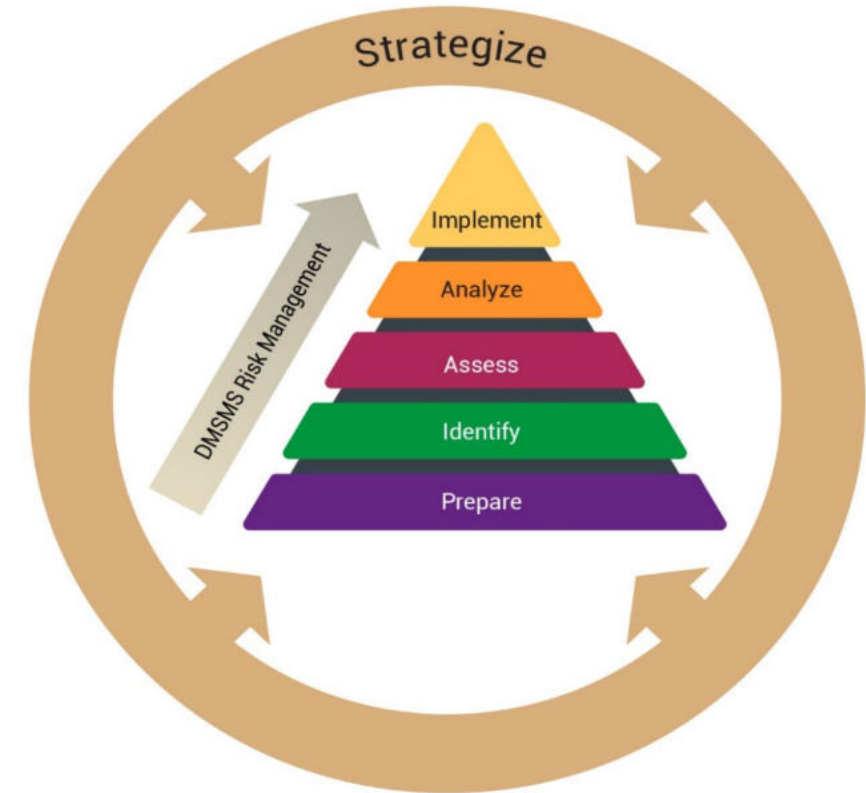 Strategize
Implement
Analyze
DMSMS Risk Management
Assess
Identify
Prepare